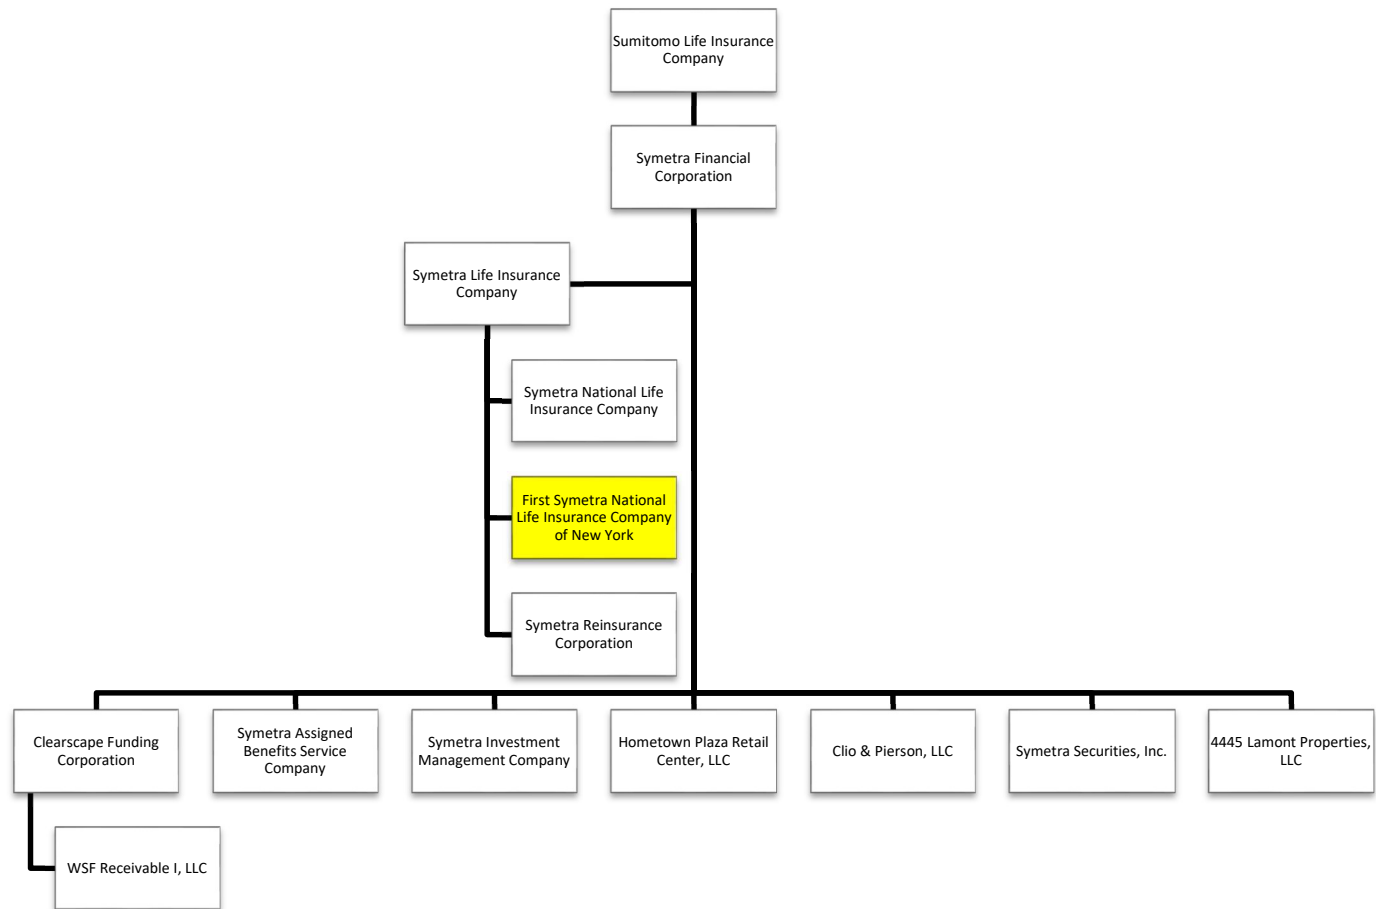 Sumitomo Life Insurance
Company
Symetra Financial
Corporation
Symetra Life Insurance
Company
Symetra National Life
Insurance Company
First Symetra National
Life Insurance Company
of New York
Symetra Reinsurance
Corporation
Clearscape Funding
Corporation
Symetra Assigned
Benefits Service
Company
Symetra Investment
Management Company
Hometown Plaza Retail
Center, LLC
Clio & Pierson, LLC
Symetra Securities, Inc.
4445 Lamont Properties,
LLC
WSF Receivable I, LLC